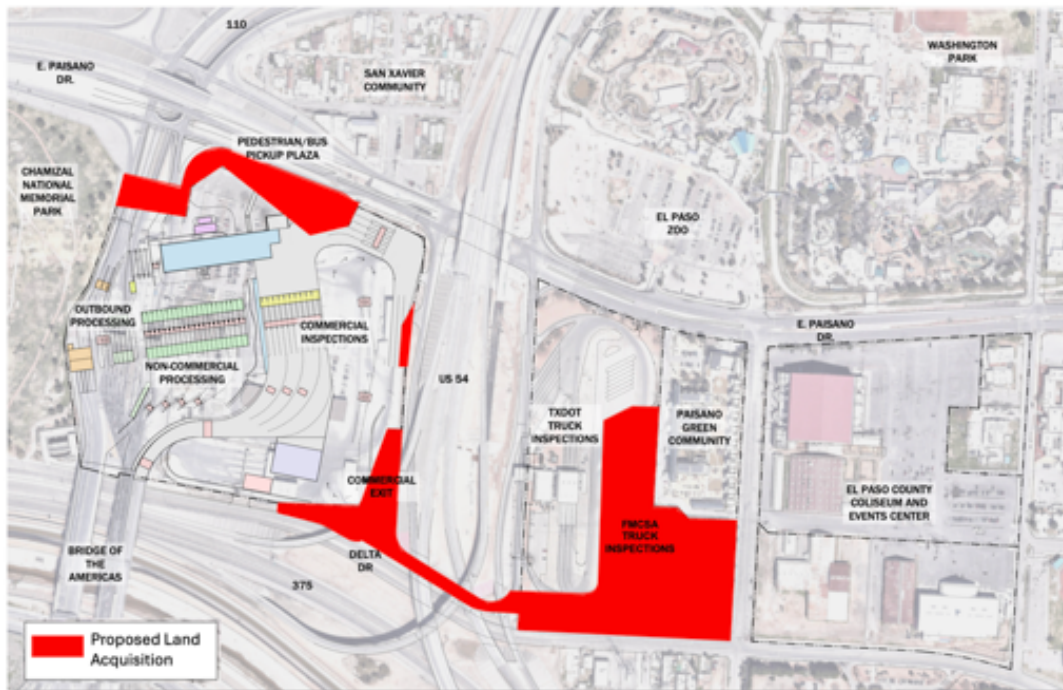 110
E. PAISANO
DR.
SAN XAVIER
COMMUNITY
WASHINGTON
PARK
PEDESTRIAN/BUS
PICKUP PLAZA
CHAMIZAL
NATIONAL
MEMORIAL
PARK
EL PASO
ZOO
OUTBOUND
PROCESSING
COMMERCIAL
INSPECTIONS
E. PAISANO
DR.
NON-COMMERCIAL
PROCESSING
US 54
TXDOT
TRUCK
INSPECTIONS
PAISANO
GREEN
COMMUNITY
COMMERCIAL
EXIT
EL PASO COUNTY
COLISEUM AND
EVENTS CENTER
FMCSA
TRUCK
INSPECTIONS
BRIDGE OF
THE
AMERICAS
DELTA
DR
375
Proposed Land
Acquisition